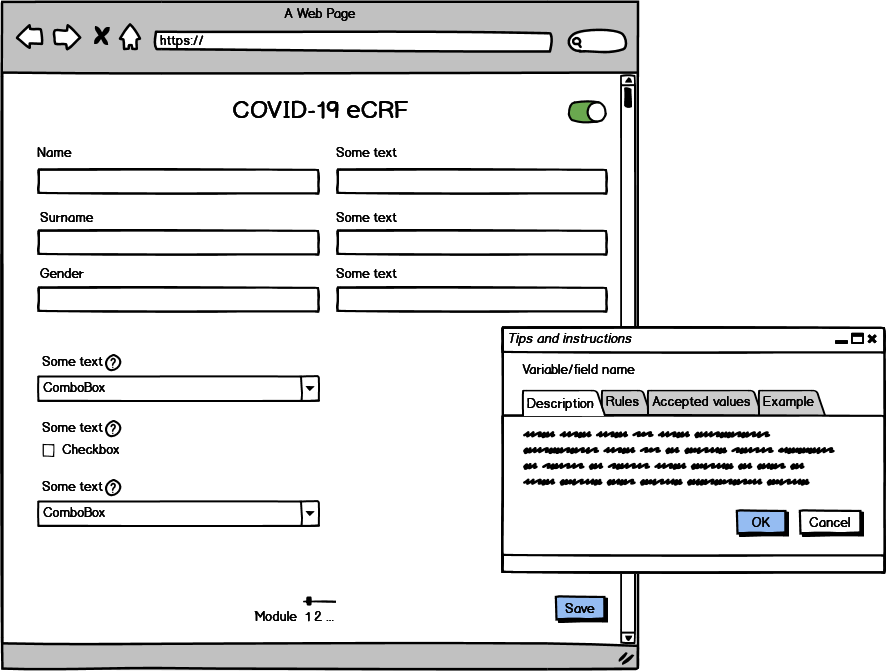 A Web Page
https://
COVID-19 eCRF
Name
Some text
Surname
Some text
Gender
Some text
Some text ?
ComboBox
Some text ?
Checkbox
Some text ?
ComboBox
Module 1 2 ...
Save
Tips and instructions
Variable/field name
Description Rules Accepted values Example
OK Cancel